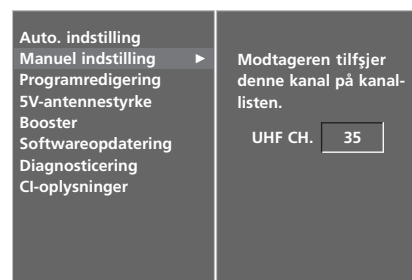 Auto. indstilling
Manuel indstilling ►
Programredigering
5V-antennestyrke
Booster
Softwareopdatering
Diagnosticering
CI-oplysninger
Modtageren tilfsjer
denne kanal på kanal-
listen.
UHF CH. 35